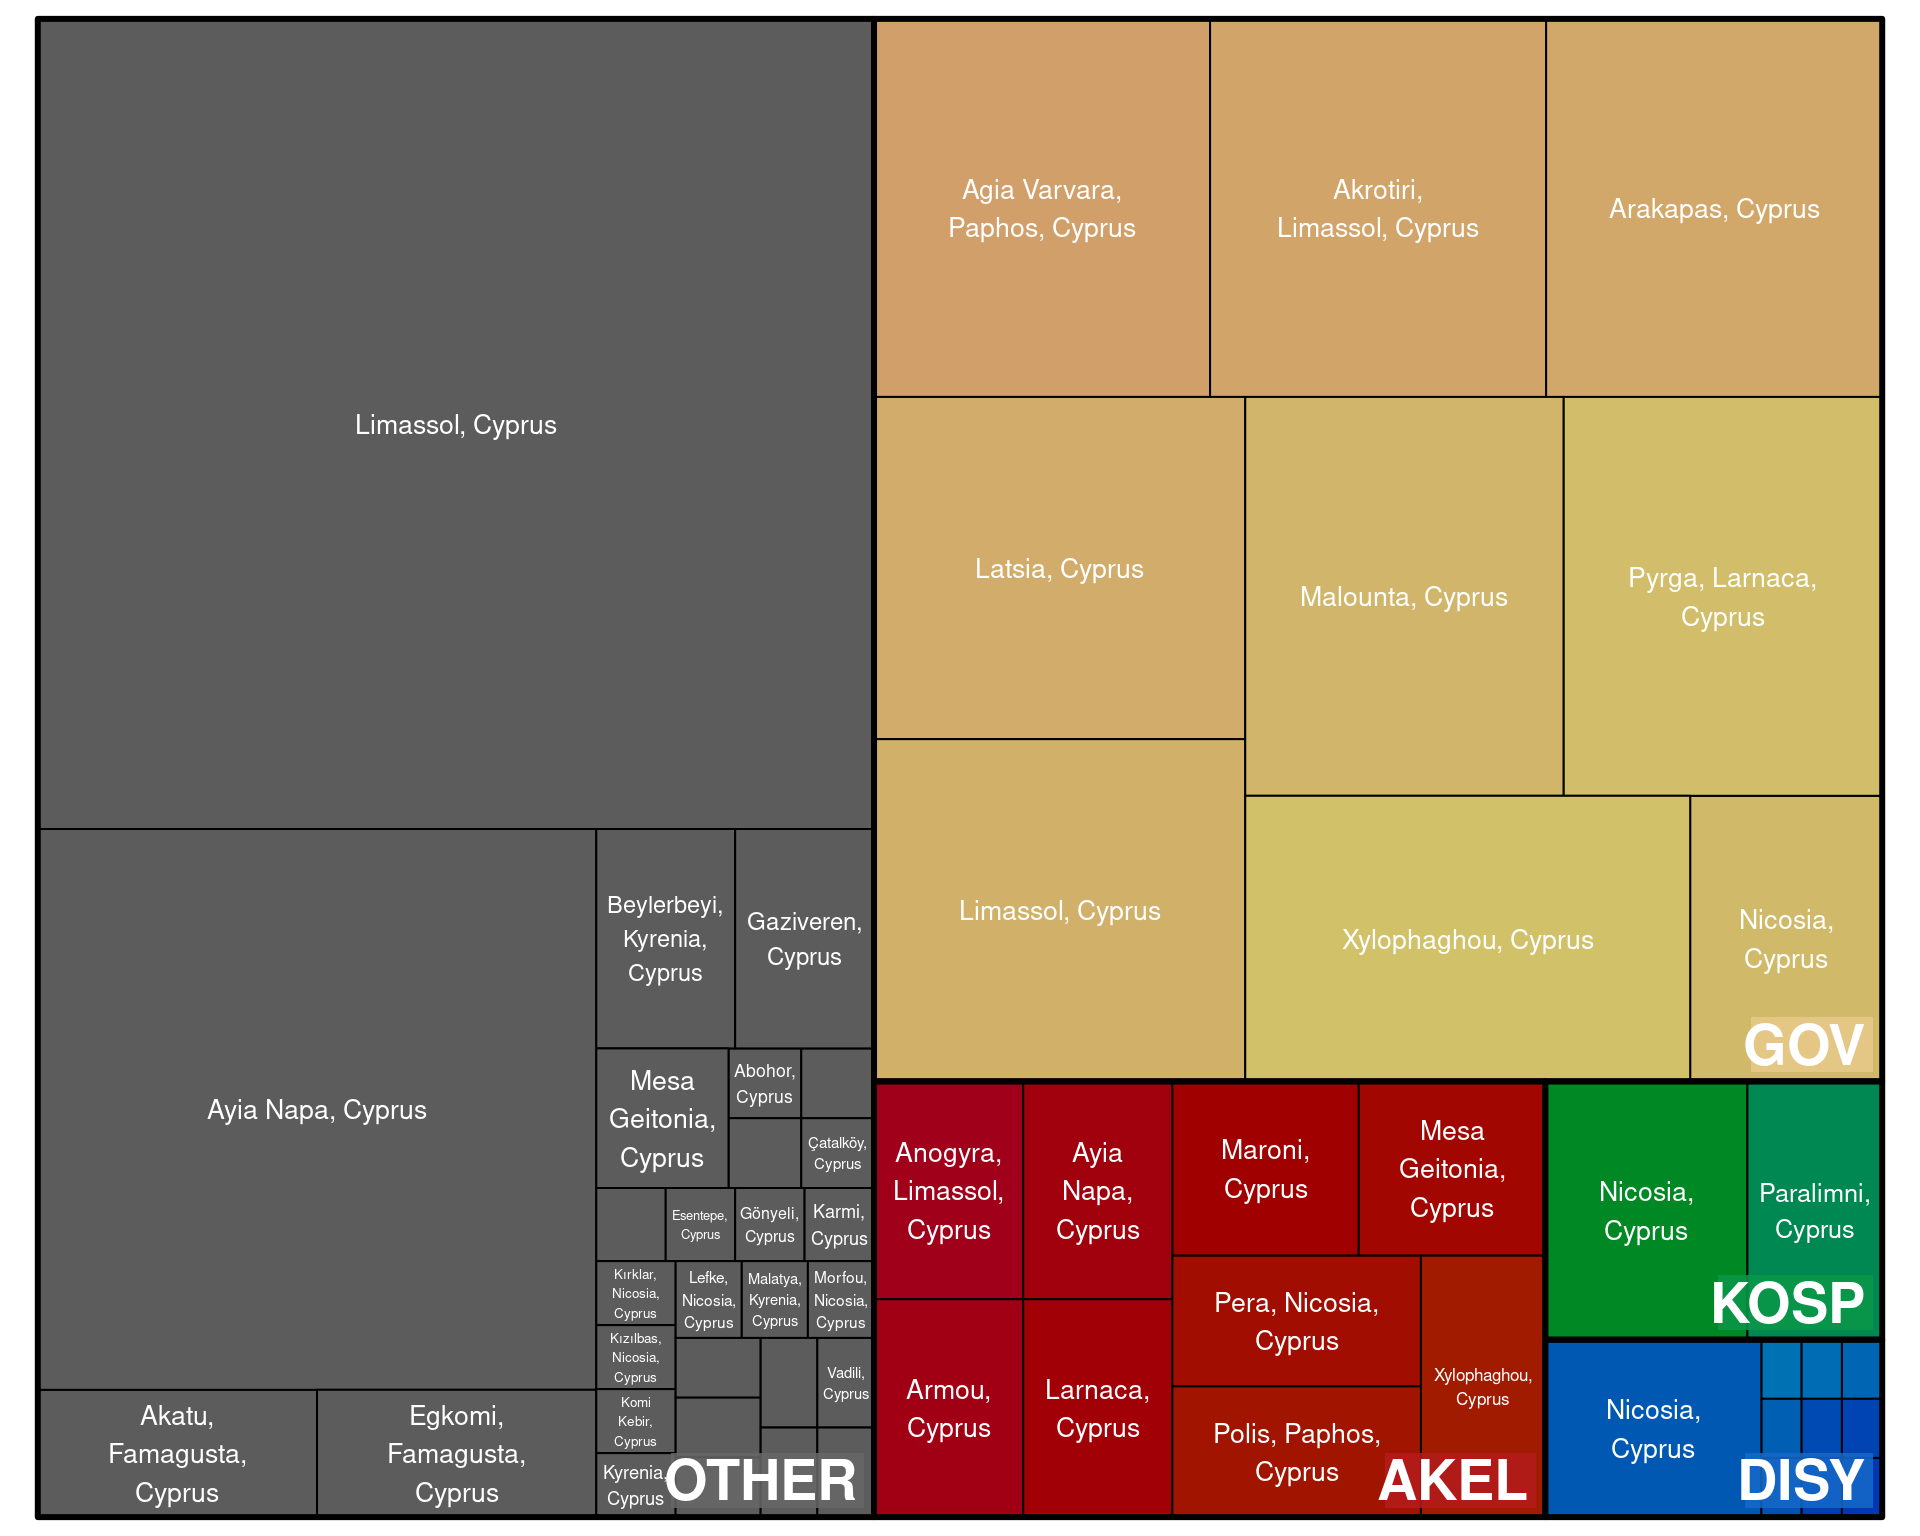 Limassol, Cyprus
Ayia Napa, Cyprus
Akatu,
Famagusta,
Cyprus
Egkomi,
Famagusta,
Cyprus
Beylerbeyi,
Kyrenia,
Cyprus
Gaziveren,
Cyprus
Mesa
Geitonia,
Cyprus
Abohor,
Cyprus
Çatalköy,
Cyprus
Esentepe,
Cyprus
Gönyeli,
Cyprus
Karmi,
Cyprus
Kırklar,
Nicosia,
Cyprus
Lefke,
Nicosia,
Cyprus
Malatya,
Kyrenia,
Cyprus
Morfou,
Nicosia,
Cyprus
Kızılbas,
Nicosia,
Cyprus
Komi
Kebir,
Cyprus
Vadili,
Cyprus
Kyrenia,
Cyprus
OTHER
Agia Varvara,
Paphos, Cyprus
Akrotiri,
Limassol, Cyprus
Arakapas, Cyprus
Latsia, Cyprus
Malounta, Cyprus
Pyrga, Larnaca,
Cyprus
Limassol, Cyprus
Xylophaghou, Cyprus
Nicosia,
Cyprus
GOV
Anogyra,
Limassol,
Cyprus
Ayia
Napa,
Cyprus
Maroni,
Cyprus
Mesa
Geitonia,
Cyprus
Armou,
Cyprus
Larnaca,
Cyprus
Pera, Nicosia,
Cyprus
Polis, Paphos,
Cyprus
Xylophaghou,
Cyprus
AKEL
Nicosia,
Cyprus
Paralimni,
Cyprus
KOSP
Nicosia,
Cyprus
DISY